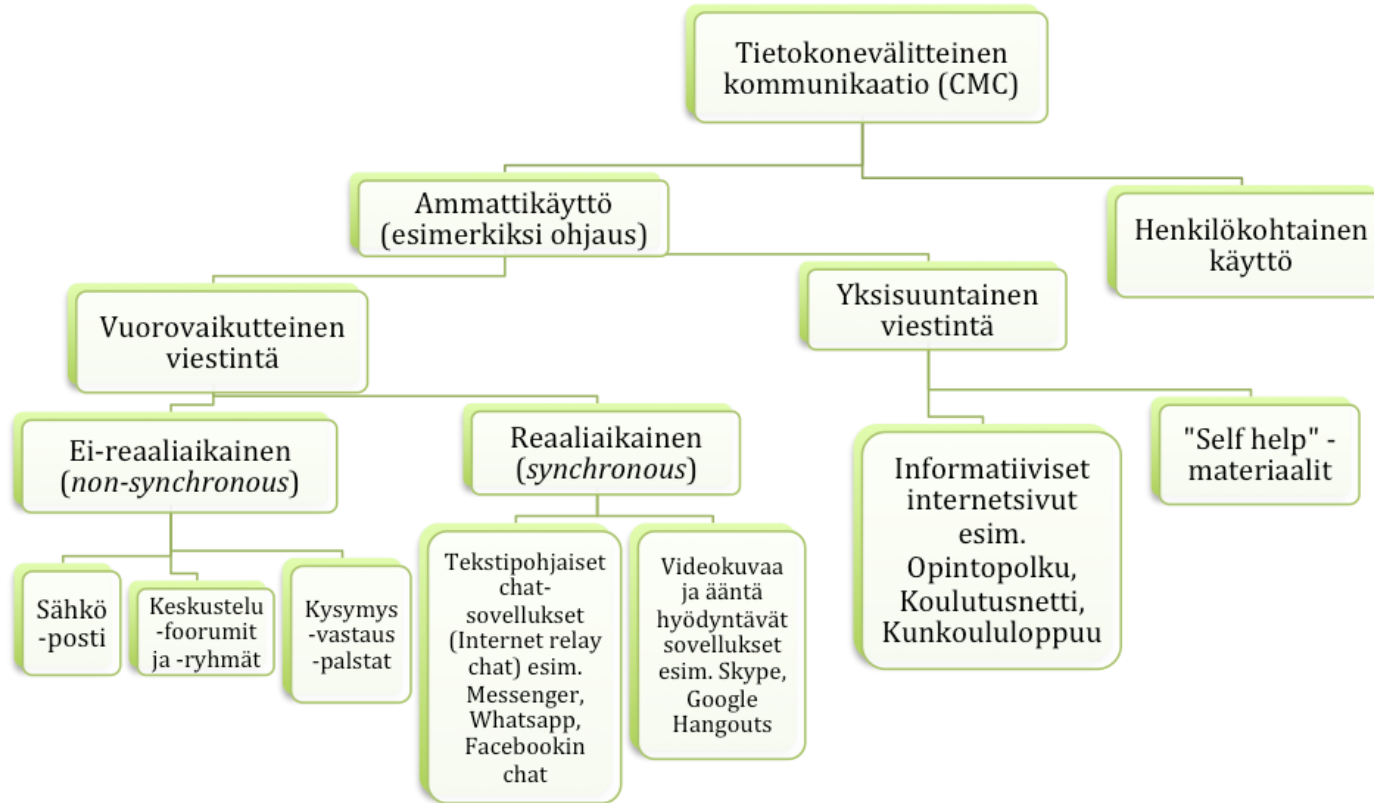 Tietokonevälitteinen
kommunikaatio (CMC)
Ammattikäyttö
(esimerkiksi ohjaus)
Henkilökohtainen
käyttö
Vuorovaikutteinen
viestintä
Yksisuuntainen
viestintä
Ei-reaaliaikainen
(non-synchronous)
Reaaliaikainen
(synchronous)
Informatiiviset
internetsivut
esim.
Opintopolku,
Koulutusnetti,
Kunkoululoppuu
"Self help" -
materiaalit
Sähkö
-posti
Keskustelu
-foorumit
ja -ryhmät
Kysymys
-vastaus
-palstat
Tekstipohjaiset
chat-
sovellukset
(Internet relay
chat) esim.
Messenger,
Whatsapp,
Facebookin
chat
Videokuvaa
ja ääntä
hyödyntävät
sovellukset
esim. Skype,
Google
Hangouts